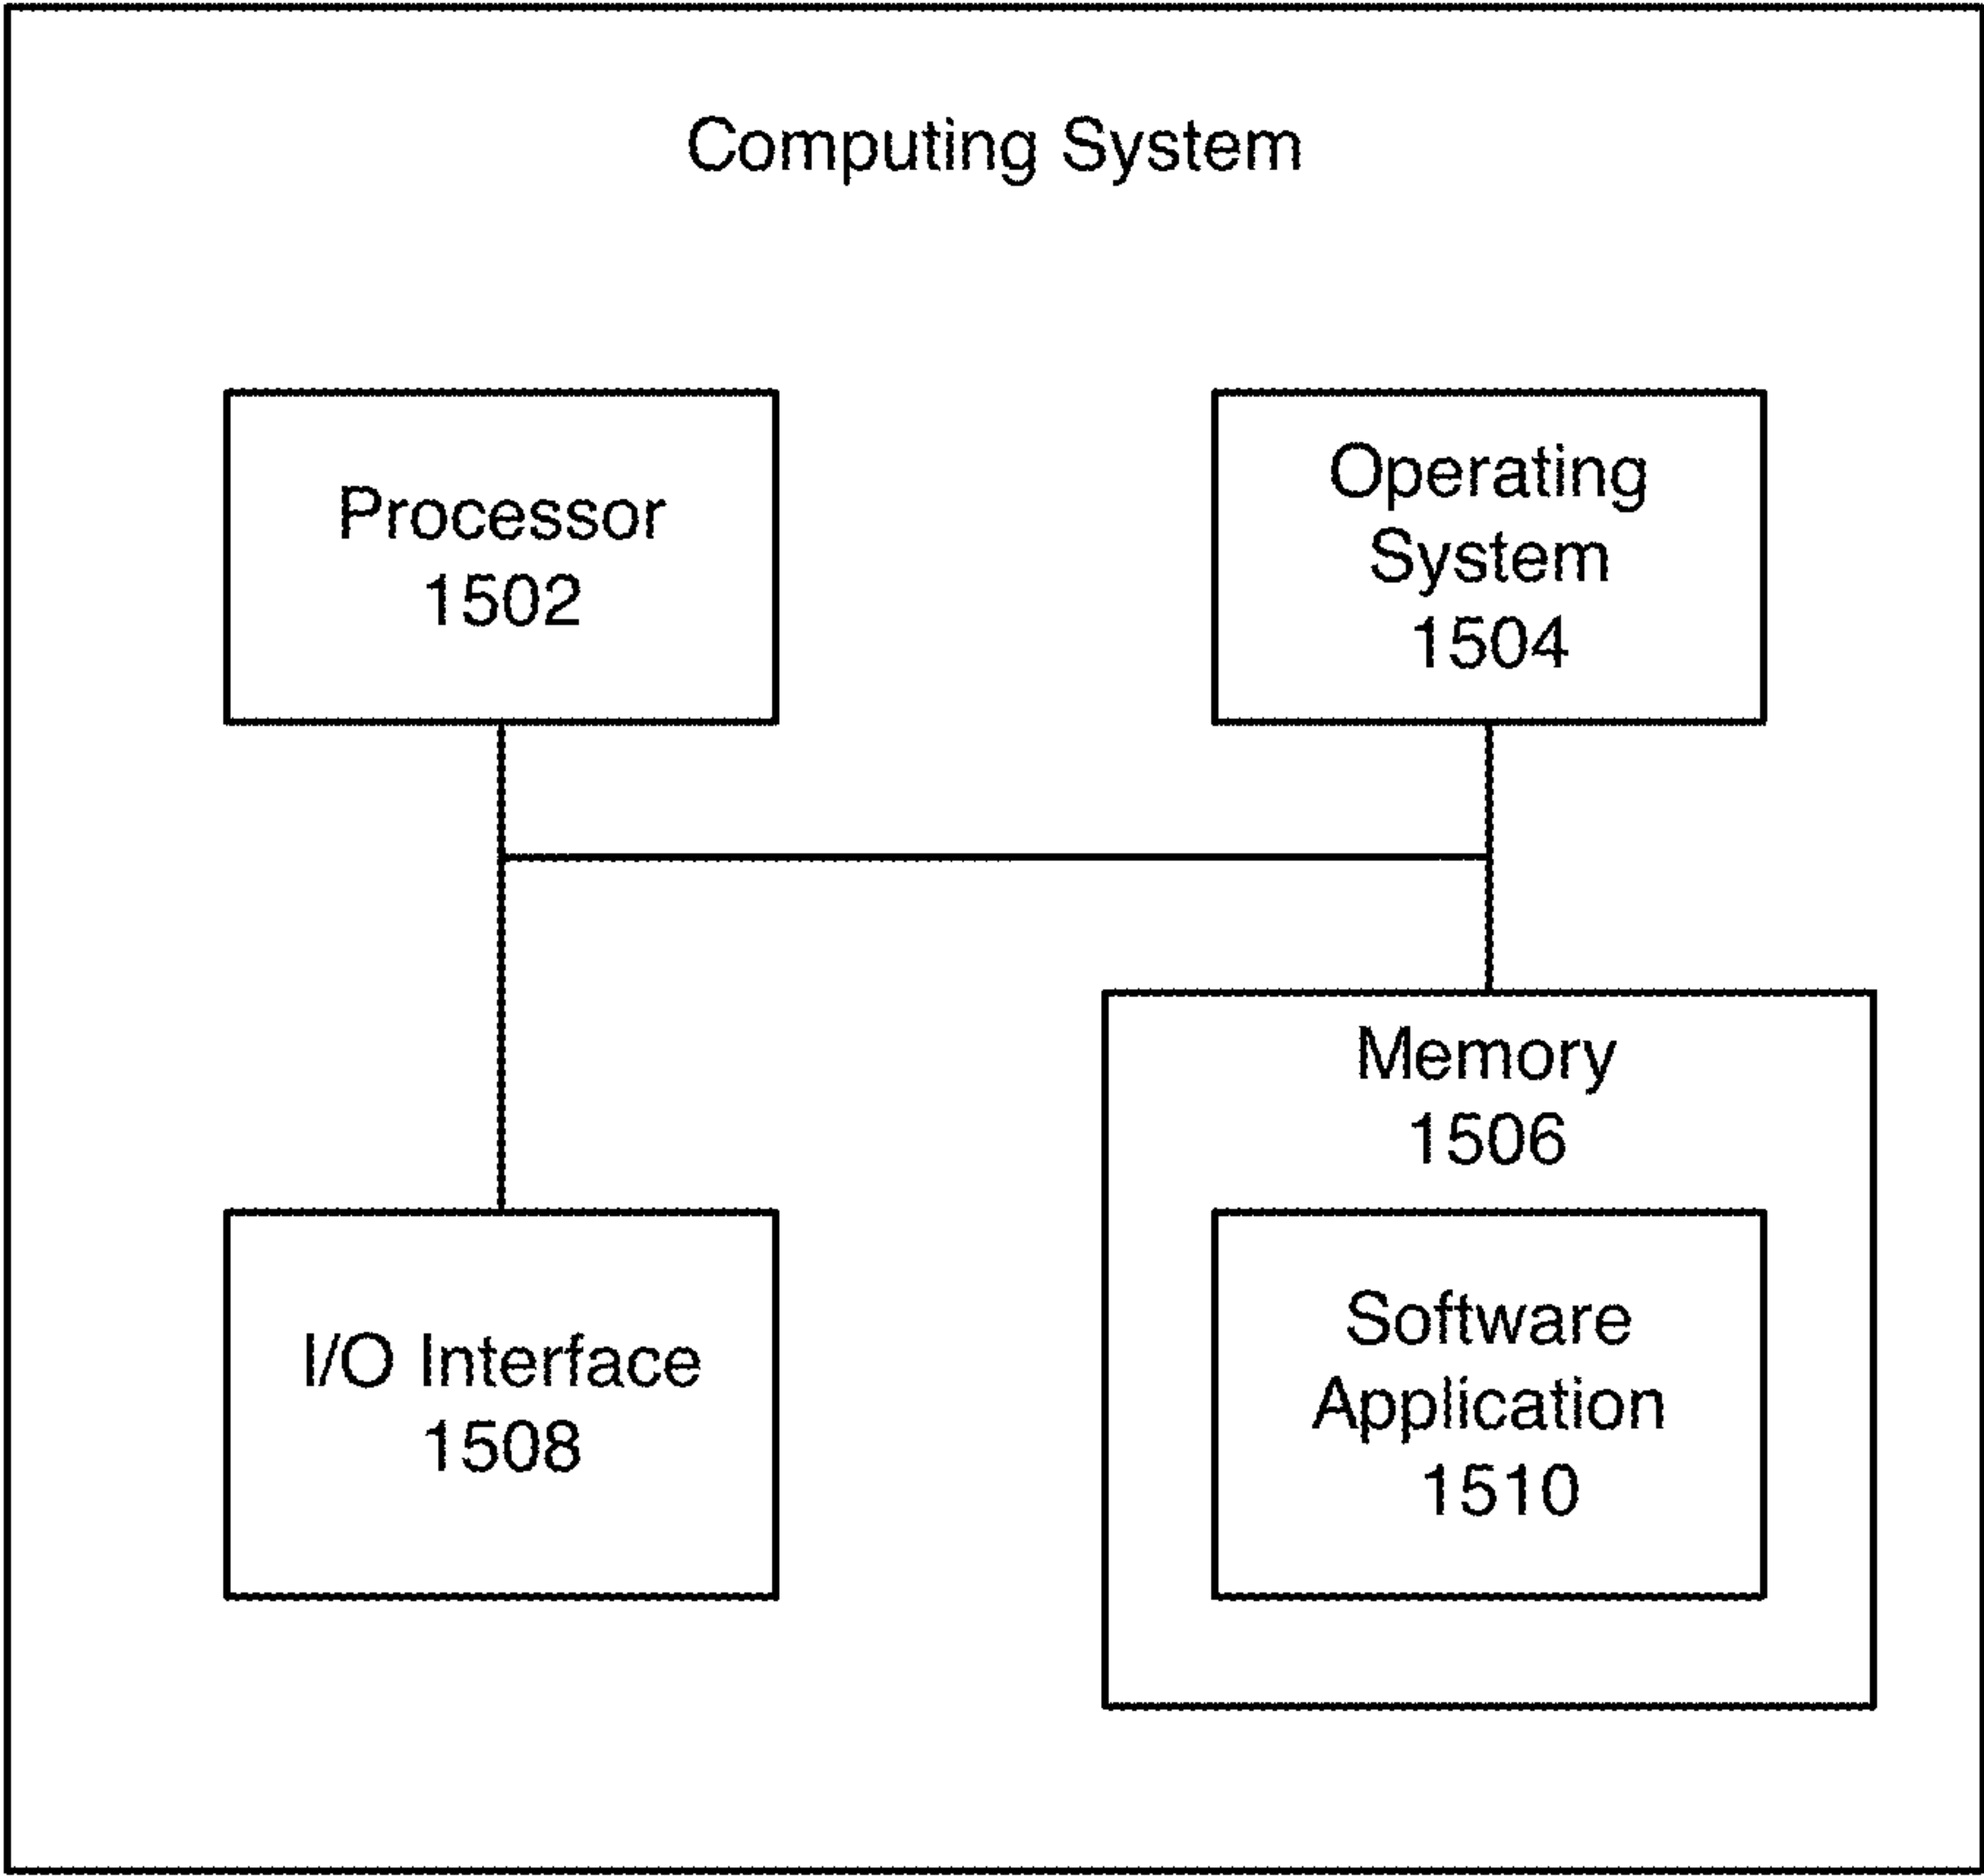 Computing System
Processor
1502
Operating
System
1504
Memory
1506
I/O Interface
1508
Software
Application
1510